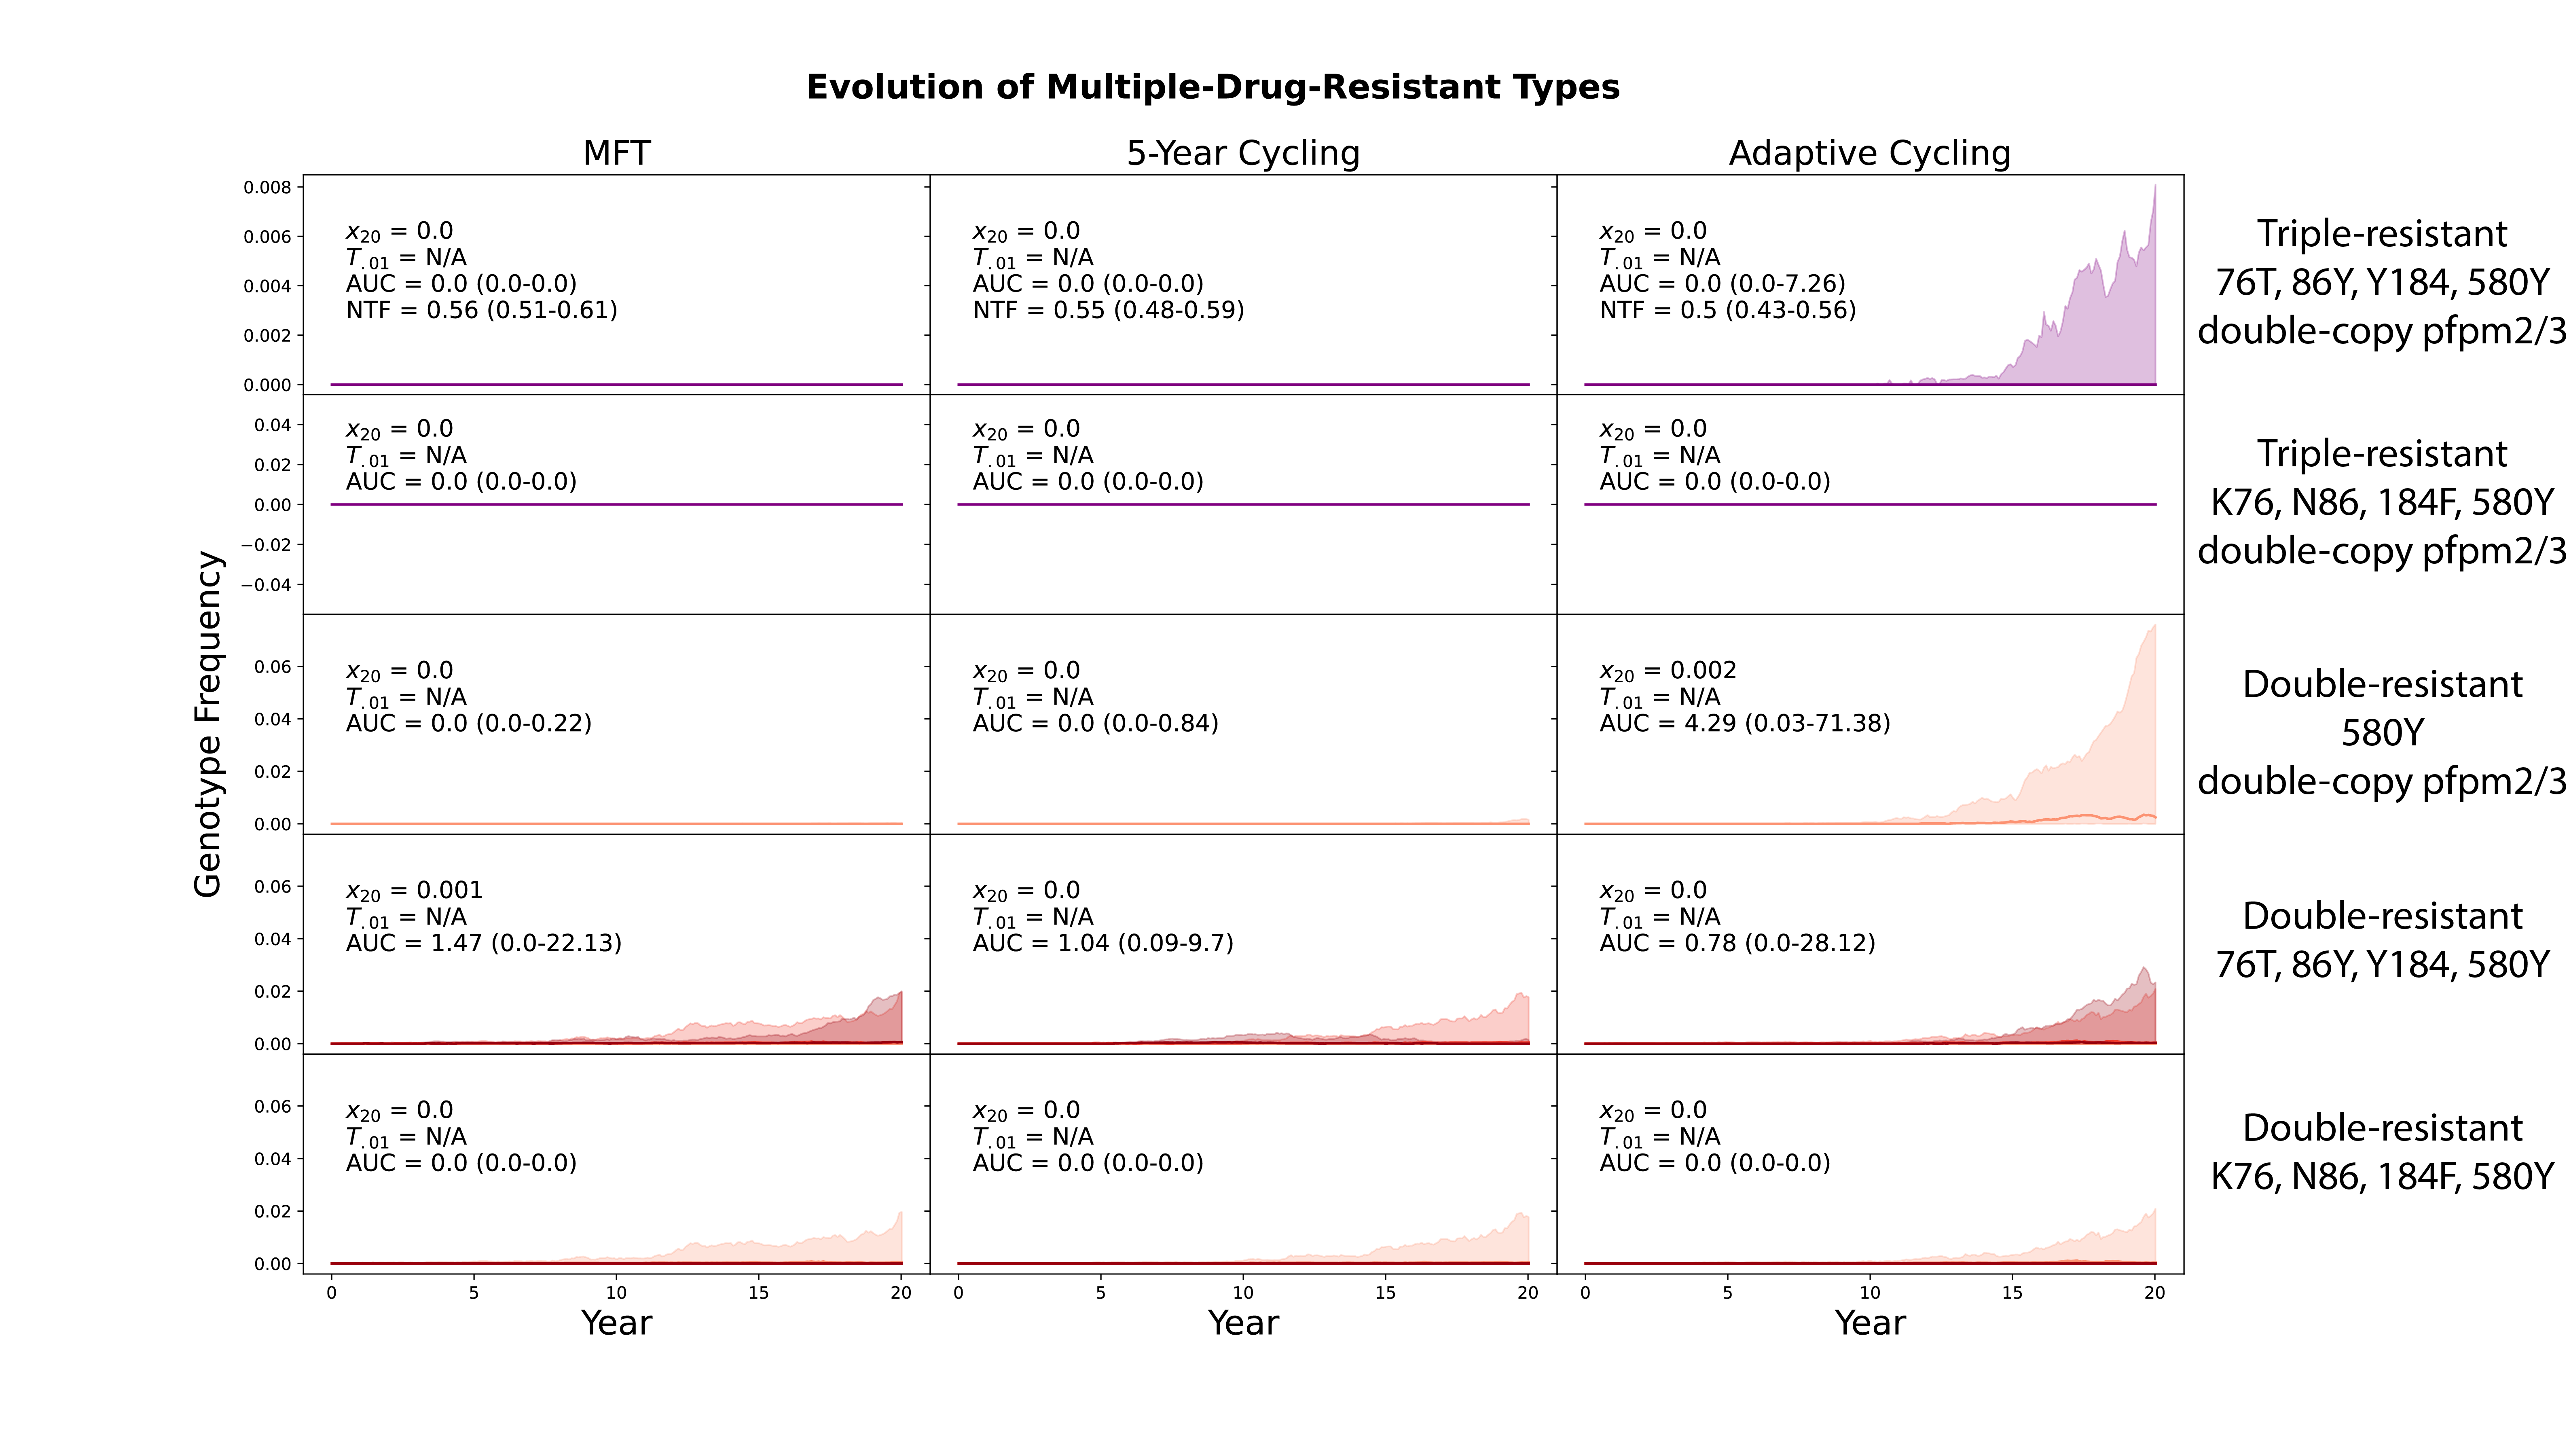 Evolution of Multiple-Drug-Resistant Types
MFT
5-Year Cycling
Adaptive Cycling
Genotype Frequency
0.008
0.006
0.004
0.002
0.000
x20 = 0.0
T.01 = N/A
AUC = 0.0 (0.0-0.0)
NTF = 0.56 (0.51-0.61)
x20 = 0.0
T.01 = N/A
AUC = 0.0 (0.0-0.0)
NTF = 0.55 (0.48-0.59)
x20 = 0.0
T.01 = N/A
AUC = 0.0 (0.0-7.26)
NTF = 0.5 (0.43-0.56)
Triple-resistant
76T, 86Y, Y184, 580Y
double-copy pfpm2/3
0.04
0.02
0.00
−0.02
−0.04
x20 = 0.0
T.01 = N/A
AUC = 0.0 (0.0-0.0)
x20 = 0.0
T.01 = N/A
AUC = 0.0 (0.0-0.0)
x20 = 0.0
T.01 = N/A
AUC = 0.0 (0.0-0.0)
Triple-resistant
K76, N86, 184F, 580Y
double-copy pfpm2/3
0.06
0.04
0.02
0.00
x20 = 0.0
T.01 = N/A
AUC = 0.0 (0.0-0.22)
x20 = 0.0
T.01 = N/A
AUC = 0.0 (0.0-0.84)
x20 = 0.002
T.01 = N/A
AUC = 4.29 (0.03-71.38)
Double-resistant
580Y
double-copy pfpm2/3
0.06
0.04
0.02
0.00
x20 = 0.001
T.01 = N/A
AUC = 1.47 (0.0-22.13)
x20 = 0.0
T.01 = N/A
AUC = 1.04 (0.09-9.7)
x20 = 0.0
T.01 = N/A
AUC = 0.78 (0.0-28.12)
Double-resistant
76T, 86Y, Y184, 580Y
0.06
0.04
0.02
0.00
x20 = 0.0
T.01 = N/A
AUC = 0.0 (0.0-0.0)
x20 = 0.0
T.01 = N/A
AUC = 0.0 (0.0-0.0)
x20 = 0.0
T.01 = N/A
AUC = 0.0 (0.0-0.0)
Double-resistant
K76, N86, 184F, 580Y
0 5 10 15 20
0 5 10 15 20
0 5 10 15 20
Year
Year
Year